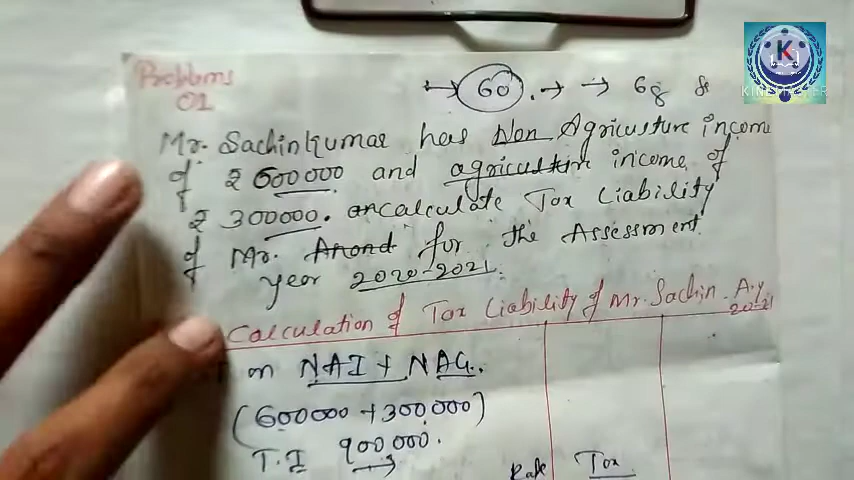 Problems
01
→ 60 . → → 68
Mr. Sachinkumar has Non Agriculture income
of ₹ 600000 and agriculture income of
₹ 300000. calculate Tax Liability
of Mr. Anand for the Assessment
year 2020-2021.
Calculation of Tax Liability of Mr. Sachin. A.y.
20-21
on NAI + NAG.
(600000 + 300000)
T.I 900000.
→
Rate Tax
K